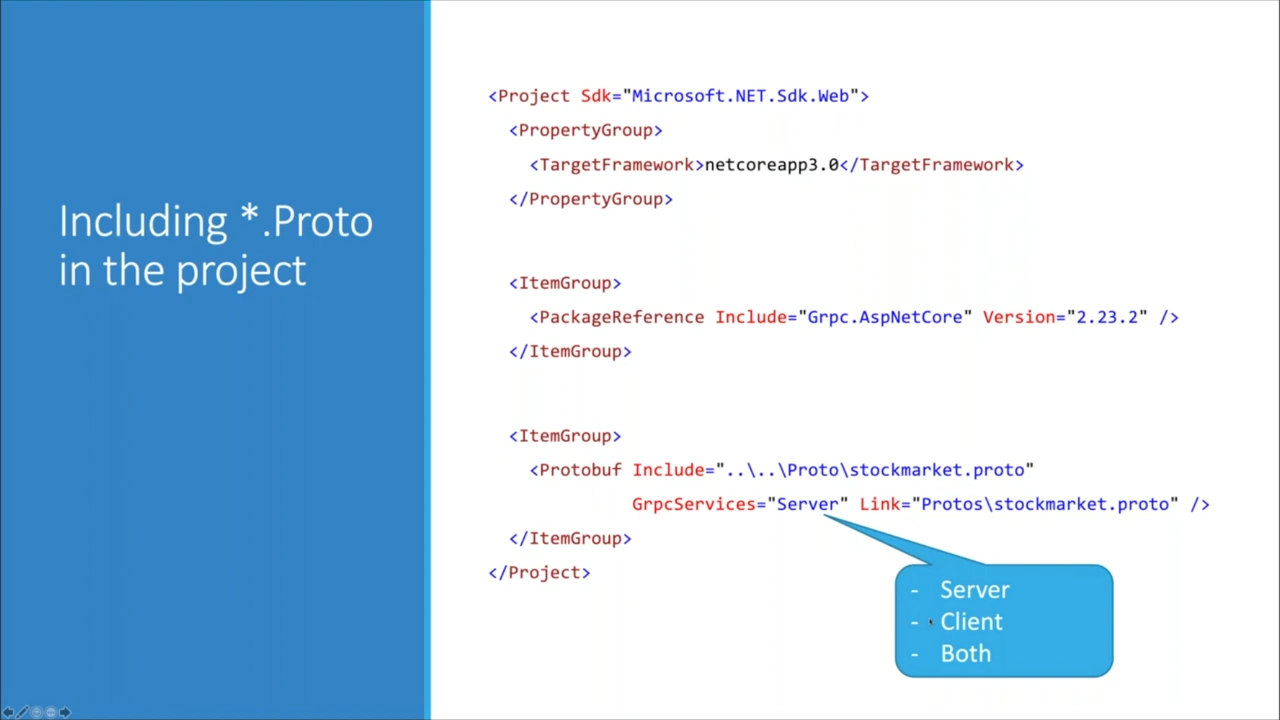 Including *.Proto
in the project
<Project Sdk="Microsoft.NET.Sdk.Web">
<PropertyGroup>
<TargetFramework>netcoreapp3.0</TargetFramework>
</PropertyGroup>
<ItemGroup>
<PackageReference Include="Grpc.AspNetCore" Version="2.23.2" />
</ItemGroup>
<ItemGroup>
<Protobuf Include="..\..\Proto\stockmarket.proto"
GrpcServices="Server" Link="Protos\stockmarket.proto" />
</ItemGroup>
</Project>
- Server
- Client
- Both